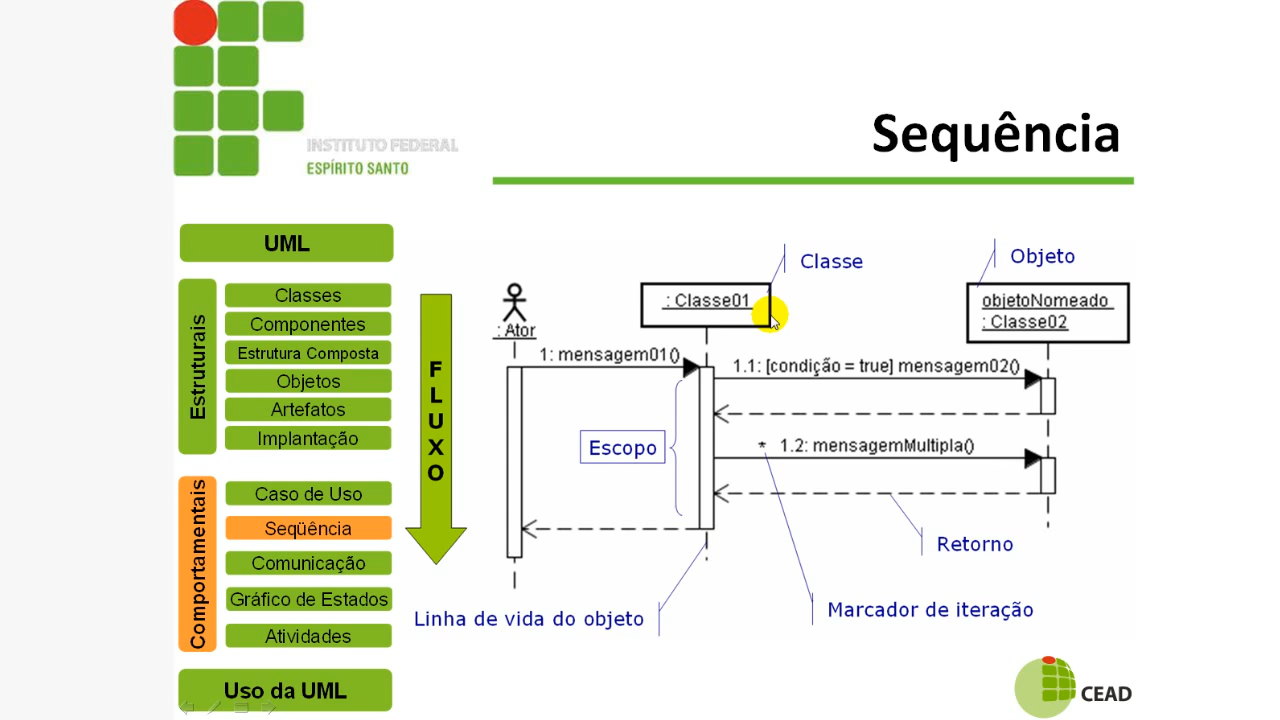 INSTITUTO FEDERAL
ESPÍRITO SANTO
Sequência
UML
Estruturais
Classes
Componentes
Estrutura Composta
Objetos
Artefatos
Implantação
Comportamentais
Caso de Uso
Seqüência
Comunicação
Gráfico de Estados
Atividades
Uso da UML
F
L
U
X
O
Classe
Objeto
: Ator
: Classe01
objetoNomeado
: Classe02
1: mensagem01()
1.1: [condição = true] mensagem02()
Escopo
* 1.2: mensagemMultipla()
Retorno
Linha de vida do objeto
Marcador de iteração
CEAD